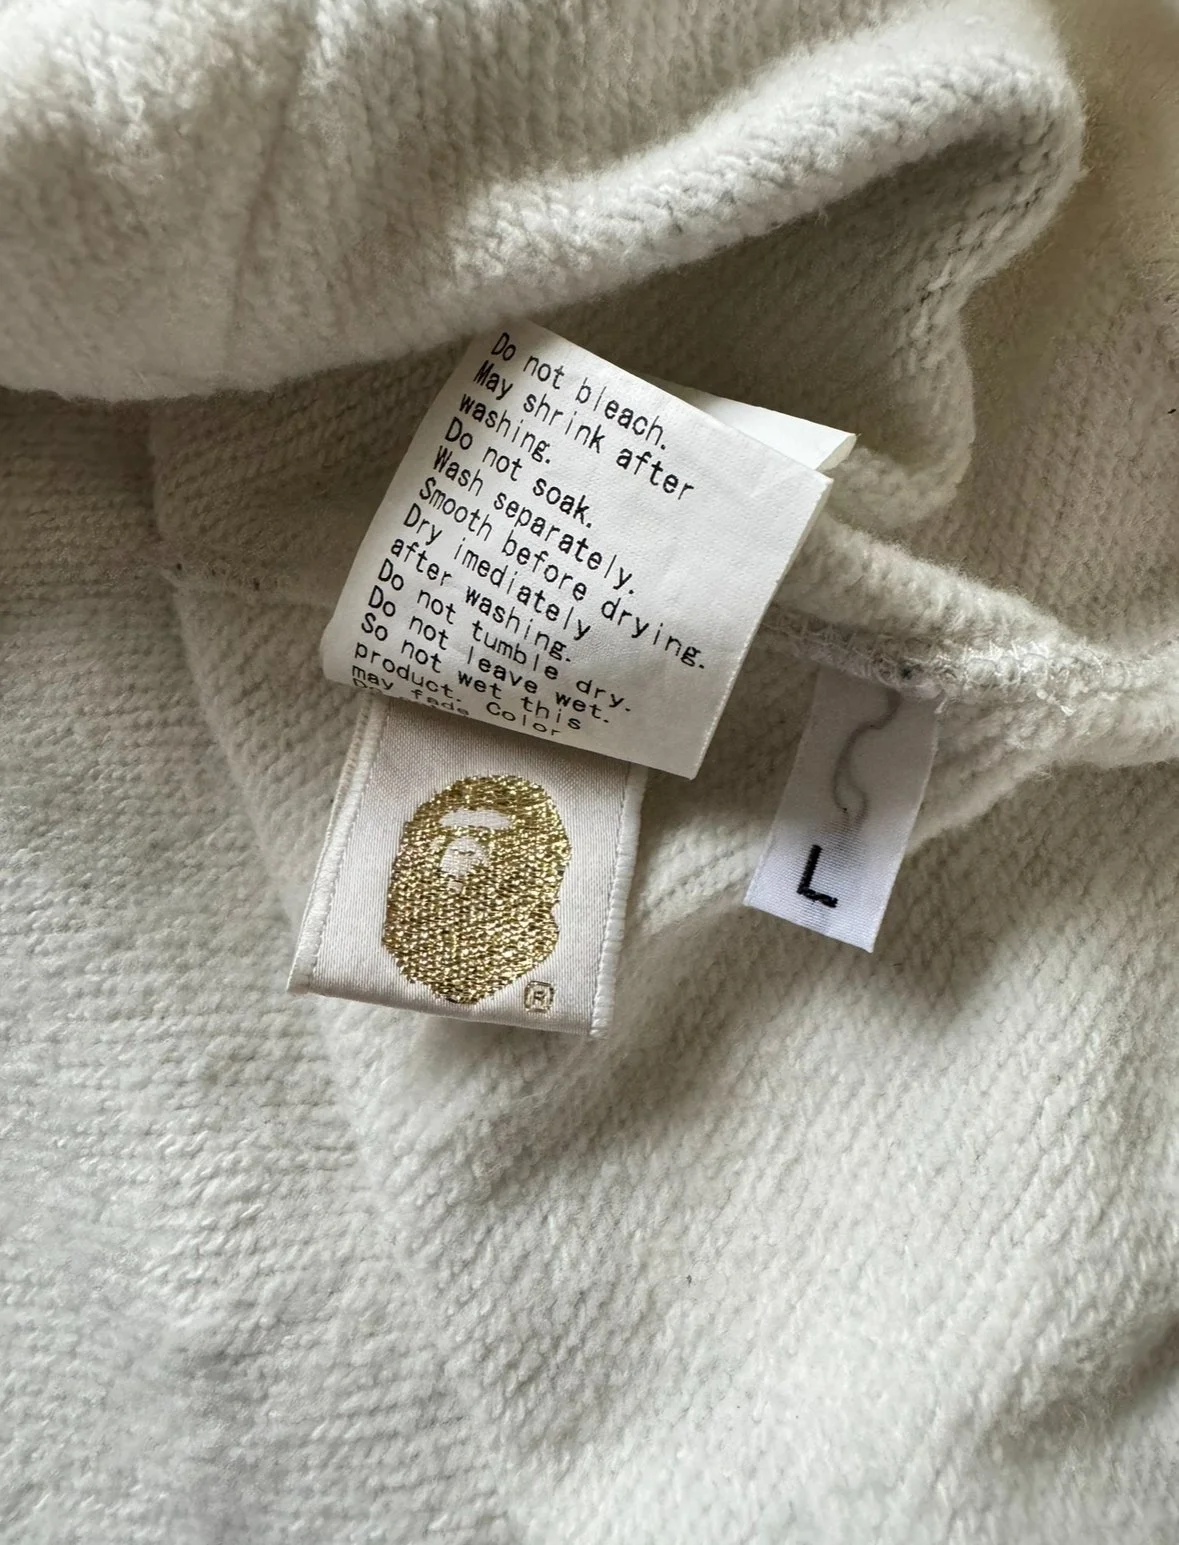 Do not bleach.
May shrink after
washing.
Do not soak.
Wash separately.
Smooth before drying.
Dry imediately
after washing.
Do not tumble dry.
Do not leave wet.
So not wet this
product.
may fade Color
L
®